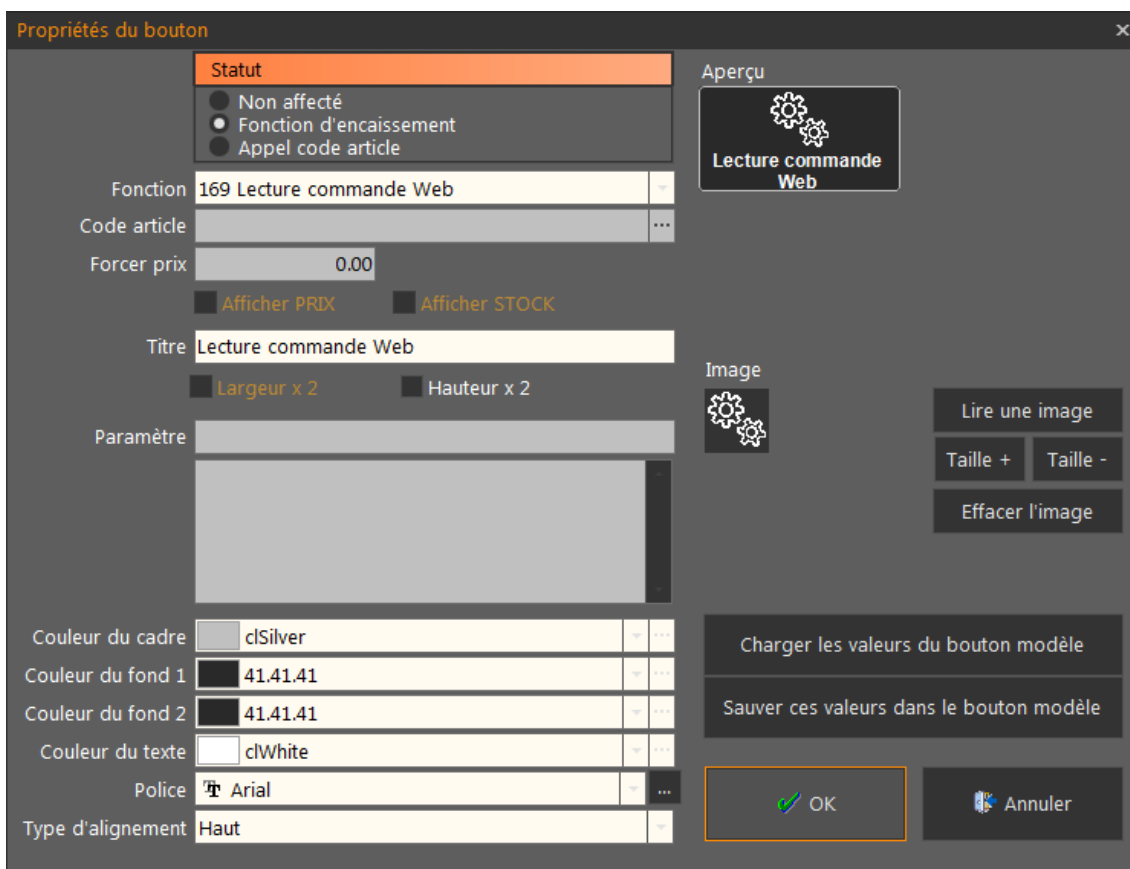 Propriétés du bouton
Statut
Non affecté
Fonction d'encaissement
Appel code article
Aperçu
Lecture commande
Web
Fonction 169 Lecture commande Web
Code article ...
Forcer prix 0.00
Afficher PRIX Afficher STOCK
Titre Lecture commande Web
Largeur x 2 Hauteur x 2
Image
Lire une image
Taille + Taille -
Effacer l'image
Paramètre
Couleur du cadre clSilver ...
Couleur du fond 1 41.41.41 ...
Couleur du fond 2 41.41.41 ...
Couleur du texte clWhite ...
Police Arial ...
Type d'alignement Haut
Charger les valeurs du bouton modèle
Sauver ces valeurs dans le bouton modèle
OK Annuler